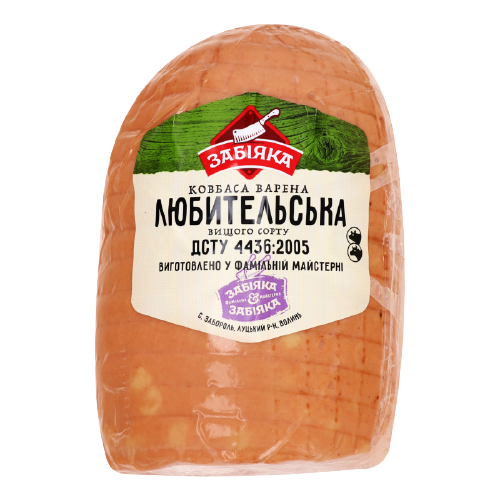 ЗАБІЯКА
КОВБАСА ВАРЕНА
ЛЮБИТЕЛЬСЬКА
ВИЩОГО СОРТУ
ДСТУ 4436:2005
ВИГОТОВЛЕНО У ФАМІЛЬНІЙ МАЙСТЕРНІ
ЗАБІЯКА
&
ЗАБІЯКА
С. ЗАБОРОЛЬ, ЛУЦЬКИЙ Р-Н, ВОЛИНЬ